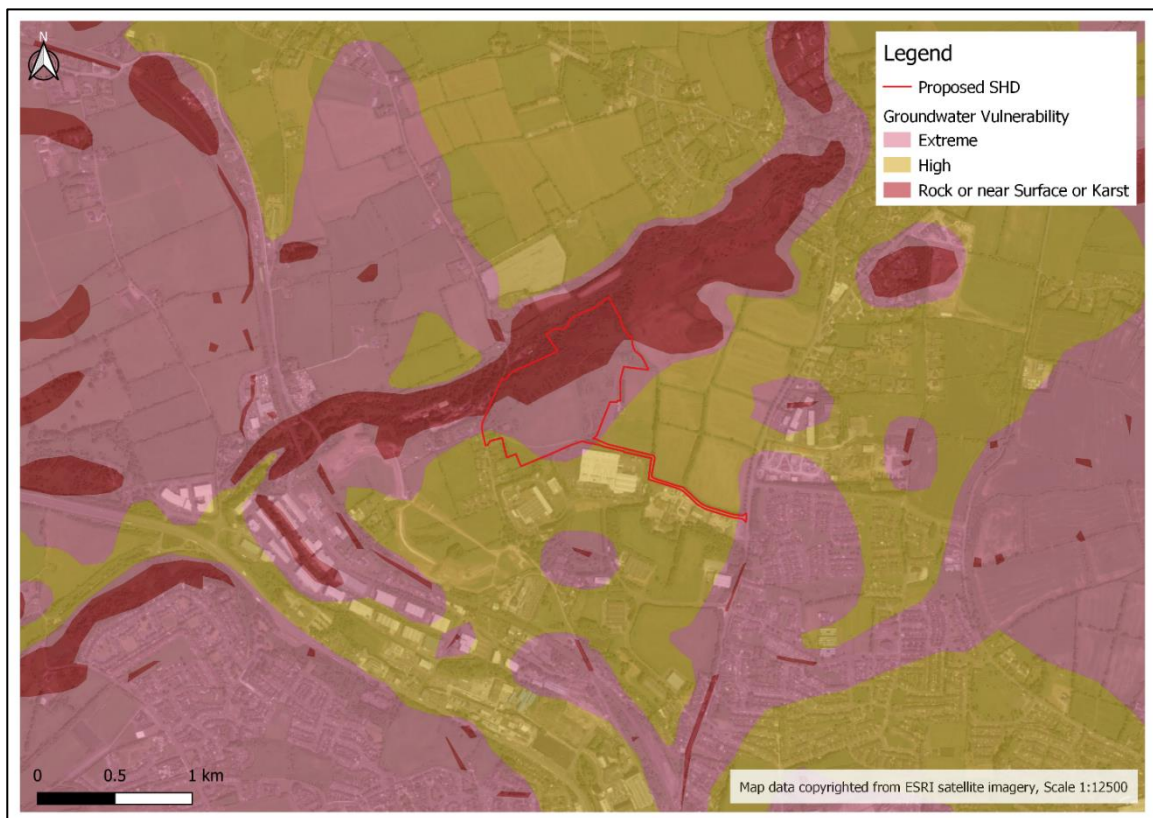 N
Legend
Proposed SHD
Groundwater Vulnerability
Extreme
High
Rock or near Surface or Karst
0 0.5 1 km
Map data copyrighted from ESRI satellite imagery, Scale 1:12500